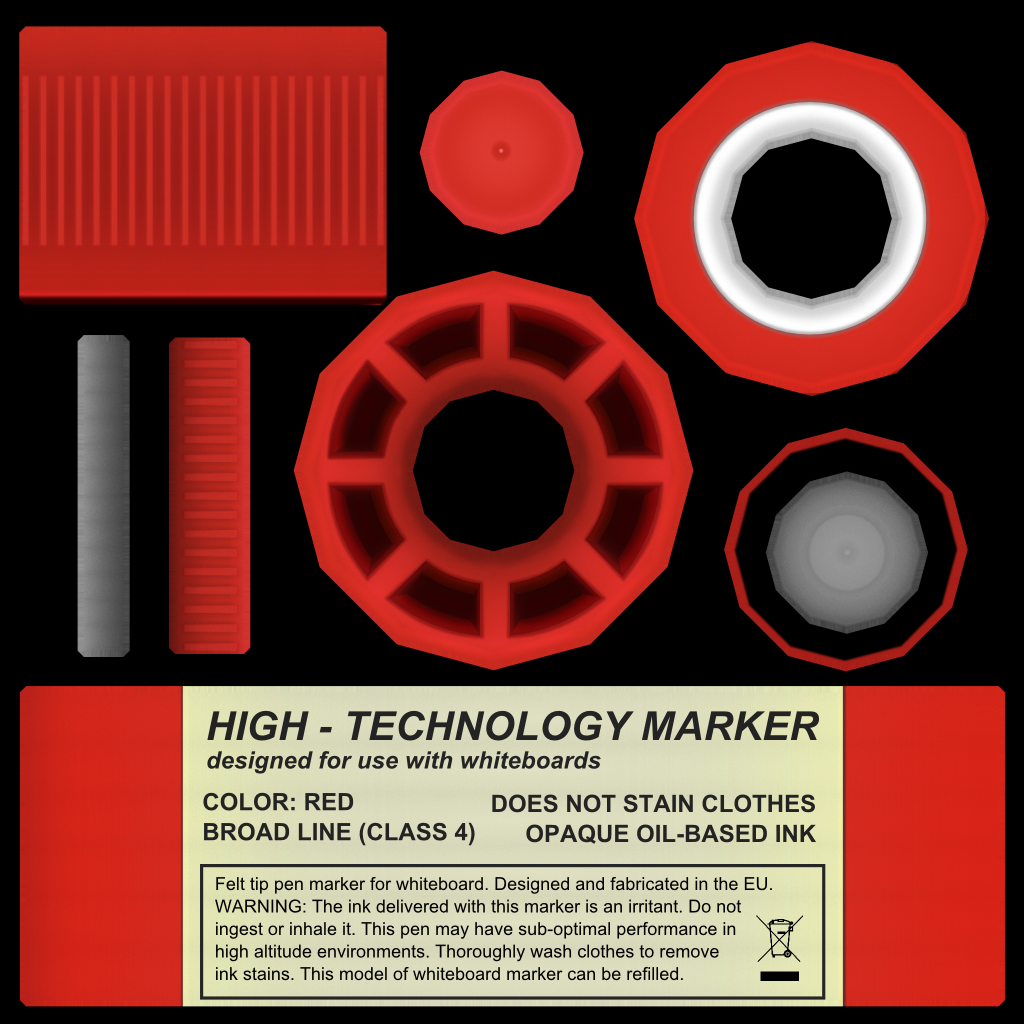 HIGH - TECHNOLOGY MARKER
designed for use with whiteboards
COLOR: RED
BROAD LINE (CLASS 4)
DOES NOT STAIN CLOTHES
OPAQUE OIL-BASED INK
Felt tip pen marker for whiteboard. Designed and fabricated in the EU.
WARNING: The ink delivered with this marker is an irritant. Do not
ingest or inhale it. This pen may have sub-optimal performance in
high altitude environments. Thoroughly wash clothes to remove
ink stains. This model of whiteboard marker can be refilled.